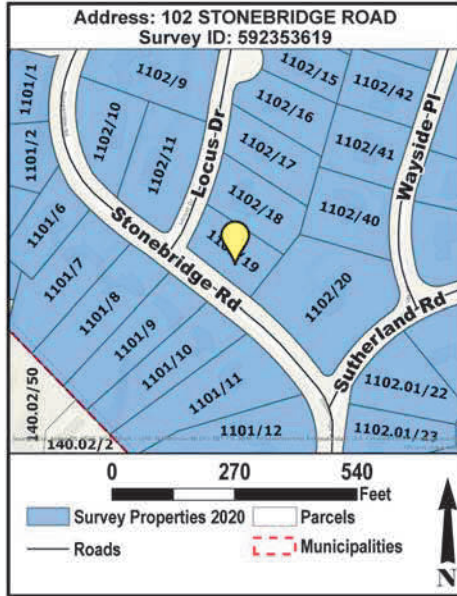 Address: 102 STONEBRIDGE ROAD
Survey ID: 592353619
1101/1
1102/9
1102/15
1102/42
1102/10
1102/16
1101/2
1102/11
Locus Dr
1102/17
1102/41
Wayside Pl
1101/6
1102/18
1102/40
1101/7
Stonebridge Rd
1102/20
1101/8
1101/9
Sutherland Rd
1101/10
1102.01/22
140.02/50
1101/11
1101/12
1102.01/23
140.02/2
0 270 540
Feet
Survey Properties 2020 Parcels
Roads Municipalities
N